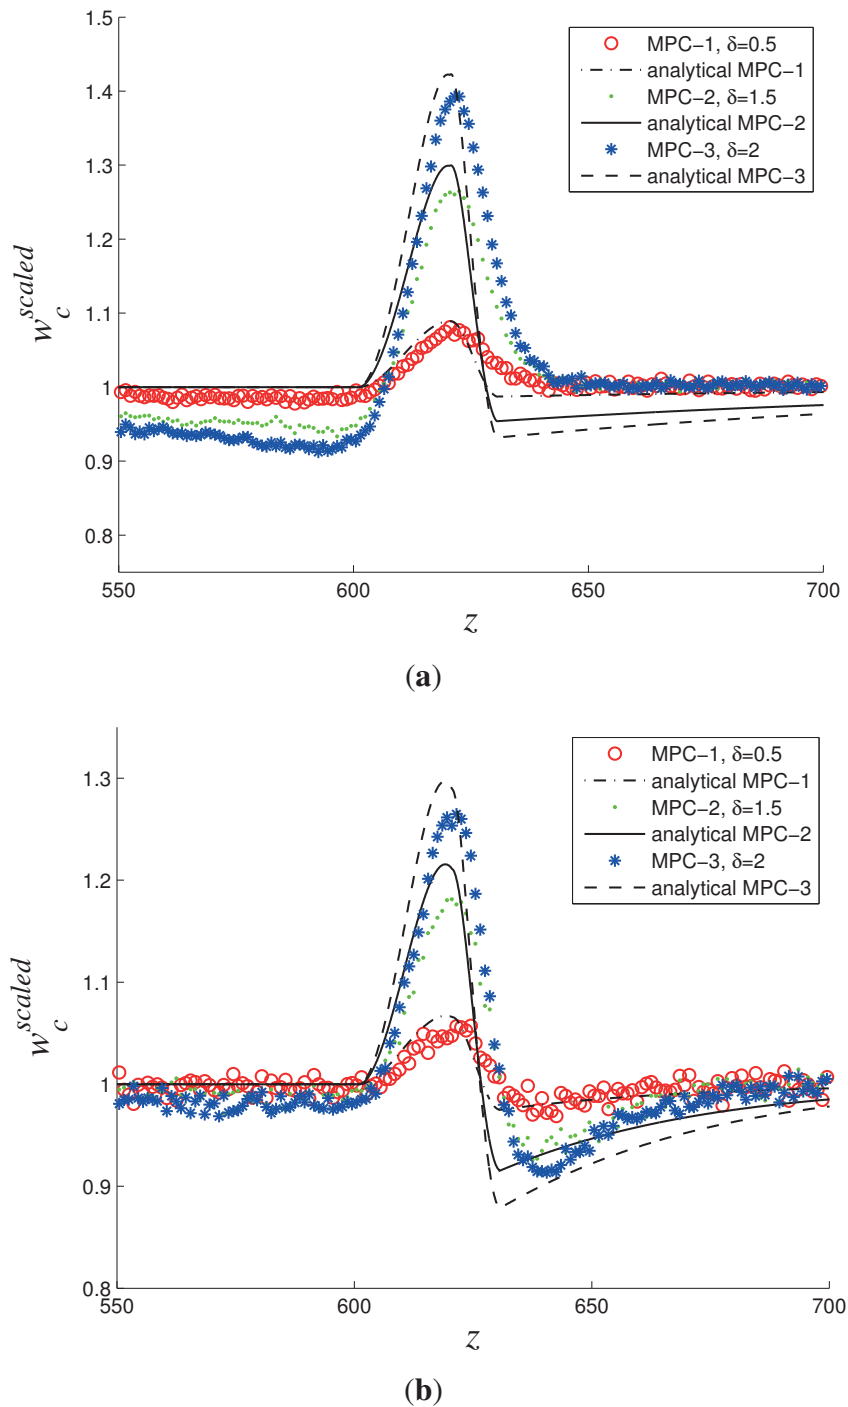 1.5
1.4
1.3
1.2
1.1
1
0.9
0.8
w_c^scaled
MPC−1, δ=0.5
analytical MPC−1
MPC−2, δ=1.5
analytical MPC−2
MPC−3, δ=2
analytical MPC−3
550 600 650 700
z
(a)
1.3
1.2
1.1
1
0.9
0.8
w_c^scaled
MPC−1, δ=0.5
analytical MPC−1
MPC−2, δ=1.5
analytical MPC−2
MPC−3, δ=2
analytical MPC−3
550 600 650 700
z
(b)